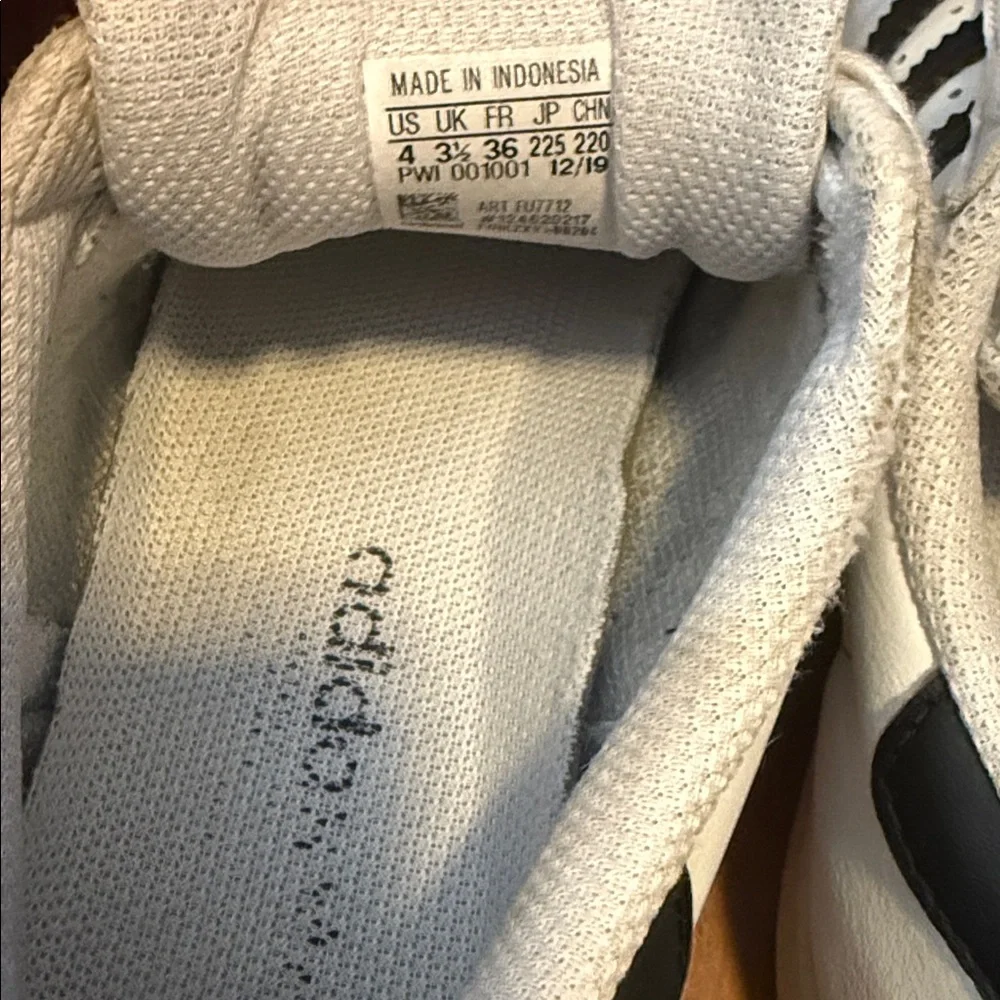 MADE IN INDONESIA
US UK FR JP CHN
4 3½ 36 225 220
PWI 001001 12/19
ART FU7712
#124629217
adidas